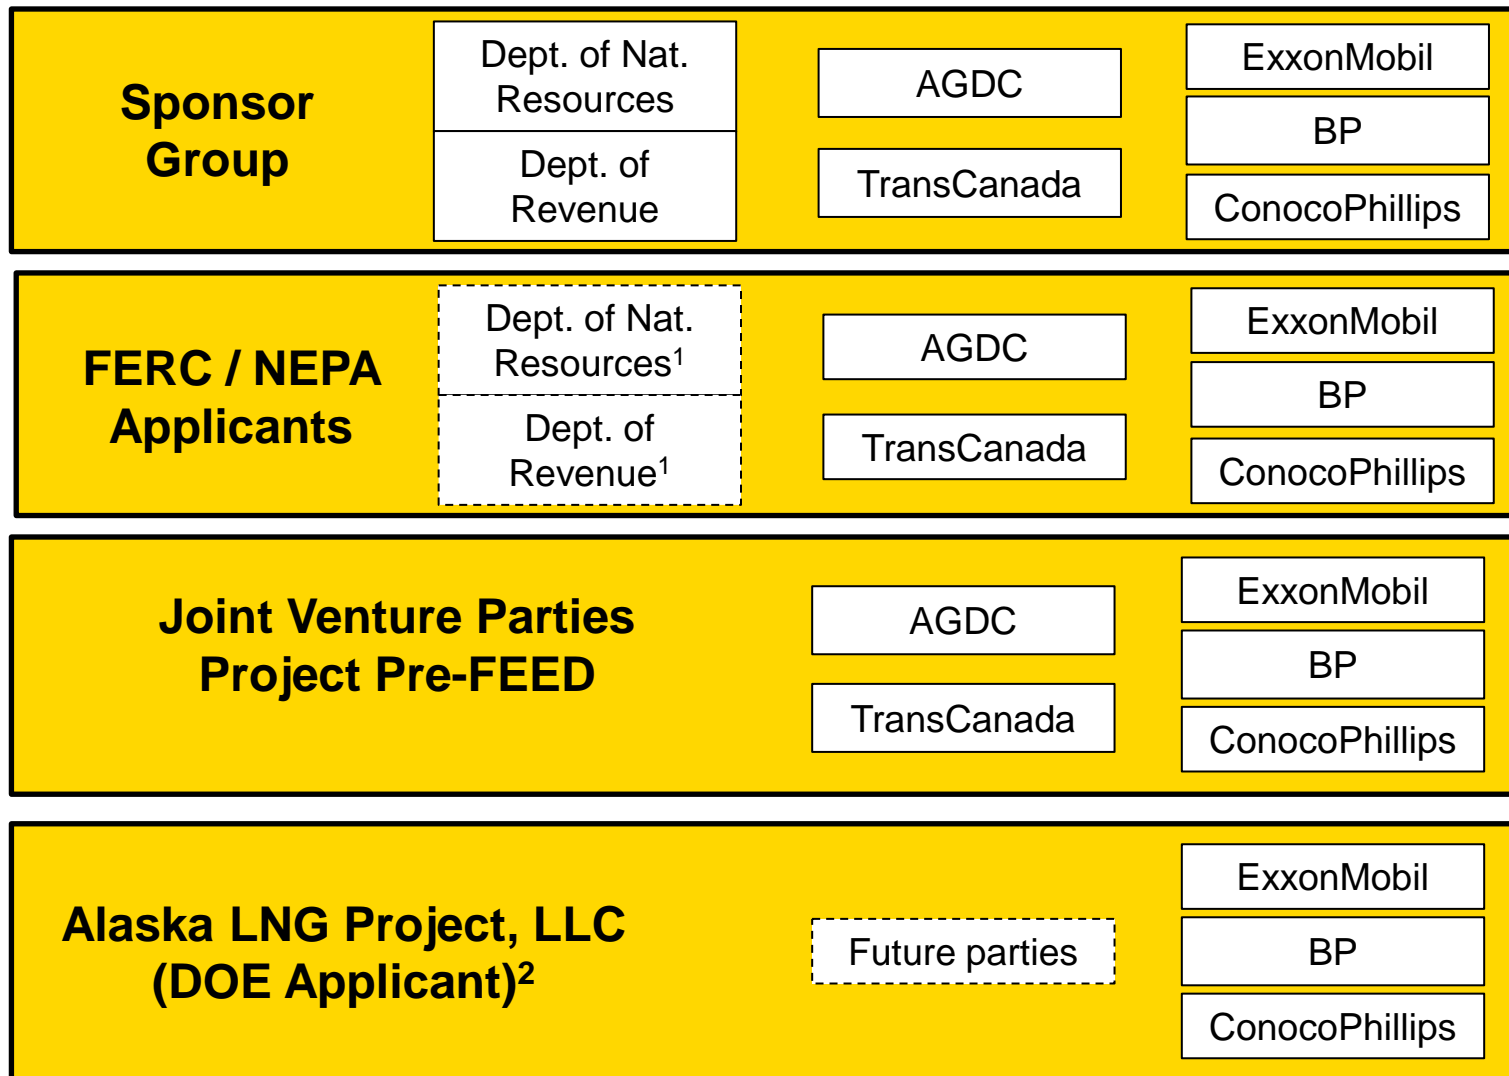 Sponsor
Group
Dept. of Nat.
Resources
Dept. of
Revenue
AGDC
TransCanada
ExxonMobil
BP
ConocoPhillips
FERC / NEPA
Applicants
Dept. of Nat.
Resources¹
Dept. of
Revenue¹
AGDC
TransCanada
ExxonMobil
BP
ConocoPhillips
Joint Venture Parties
Project Pre-FEED
AGDC
TransCanada
ExxonMobil
BP
ConocoPhillips
Alaska LNG Project, LLC
(DOE Applicant)²
Future parties
ExxonMobil
BP
ConocoPhillips